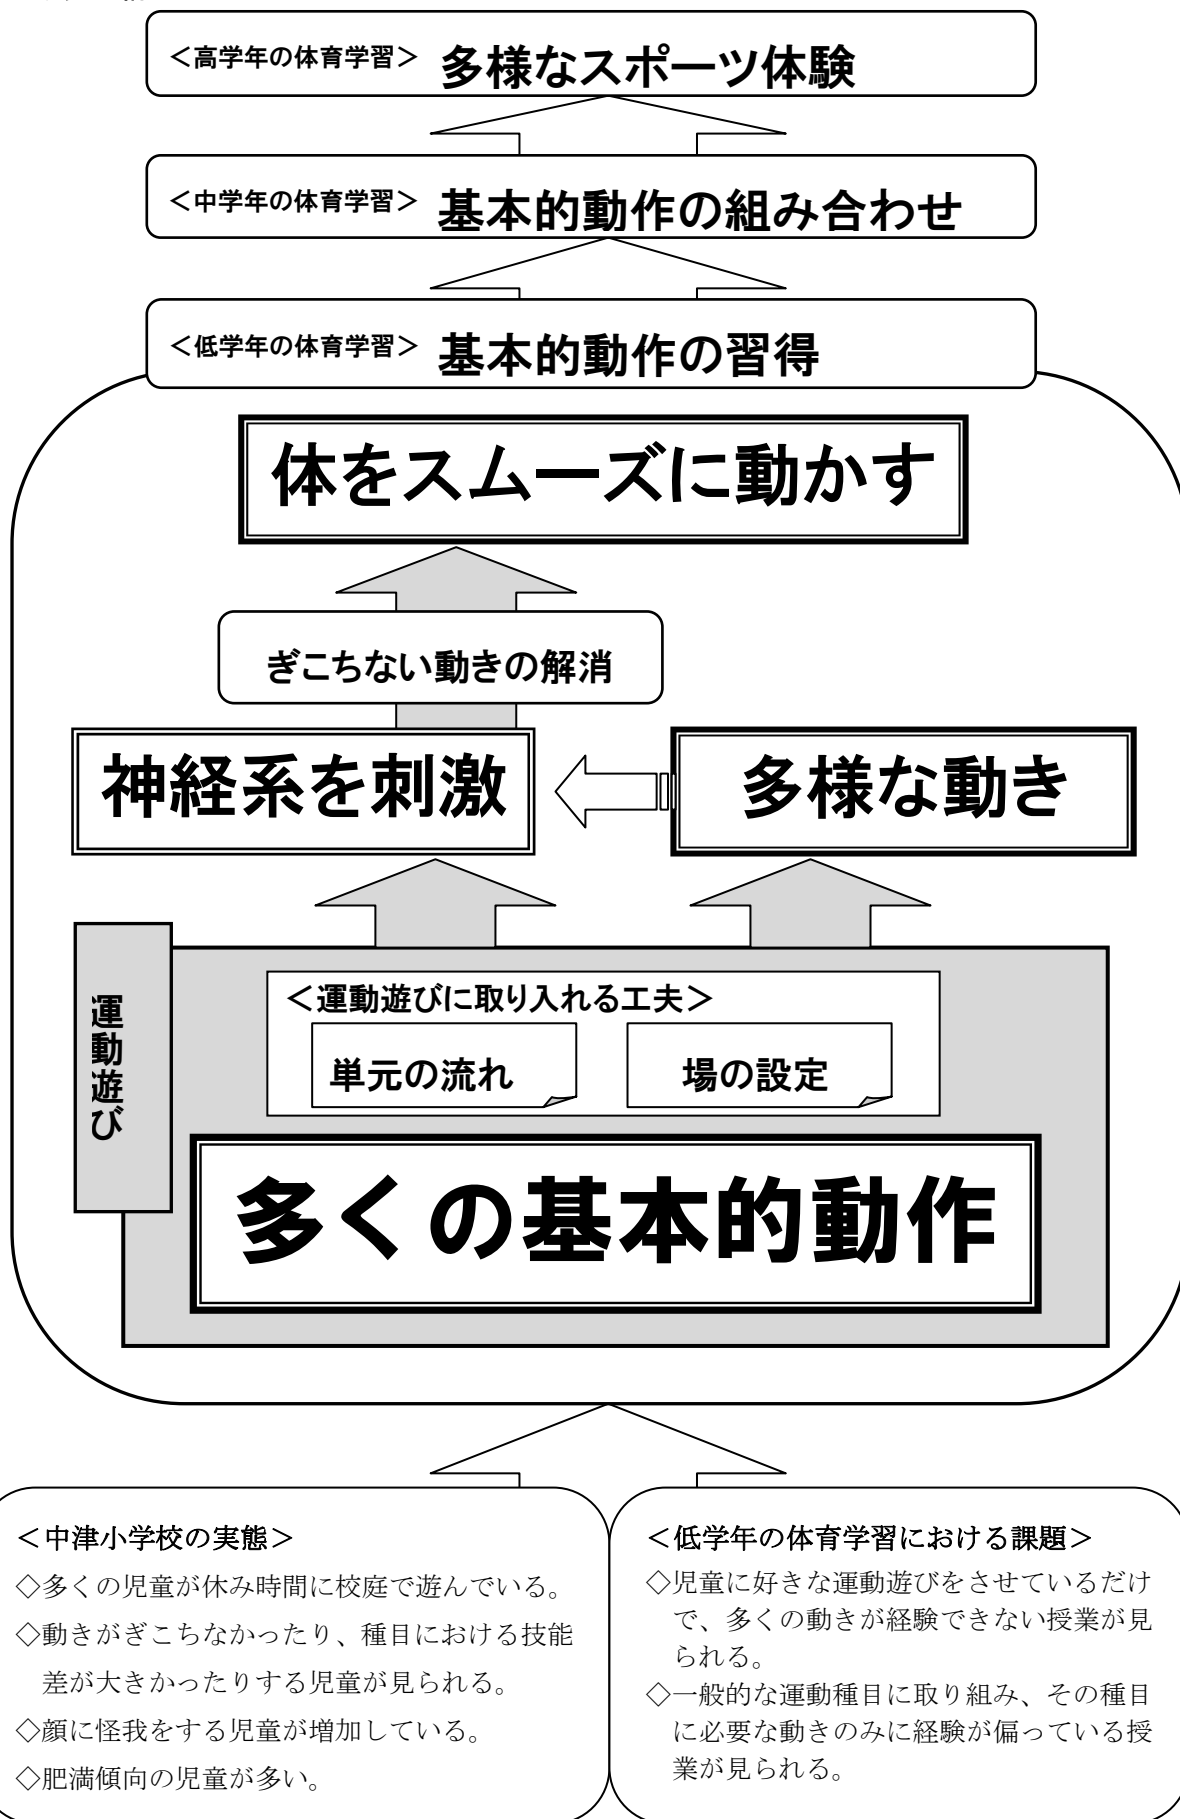 ＜高学年の体育学習＞ 多様なスポーツ体験
＜中学年の体育学習＞ 基本的動作の組み合わせ
＜低学年の体育学習＞ 基本的動作の習得
体をスムーズに動かす
ぎこちない動きの解消
神経系を刺激
多様な動き
運動遊び
＜運動遊びに取り入れる工夫＞
単元の流れ
場の設定
多くの基本的動作
＜中津小学校の実態＞
◇多くの児童が休み時間に校庭で遊んでいる。
◇動きがぎこちなかったり、種目における技能
差が大きかったりする児童が見られる。
◇顔に怪我をする児童が増加している。
◇肥満傾向の児童が多い。
＜低学年の体育学習における課題＞
◇児童に好きな運動遊びをさせているだけ
で、多くの動きが経験できない授業が見
られる。
◇一般的な運動種目に取り組み、その種目
に必要な動きのみに経験が偏っている授
業が見られる。